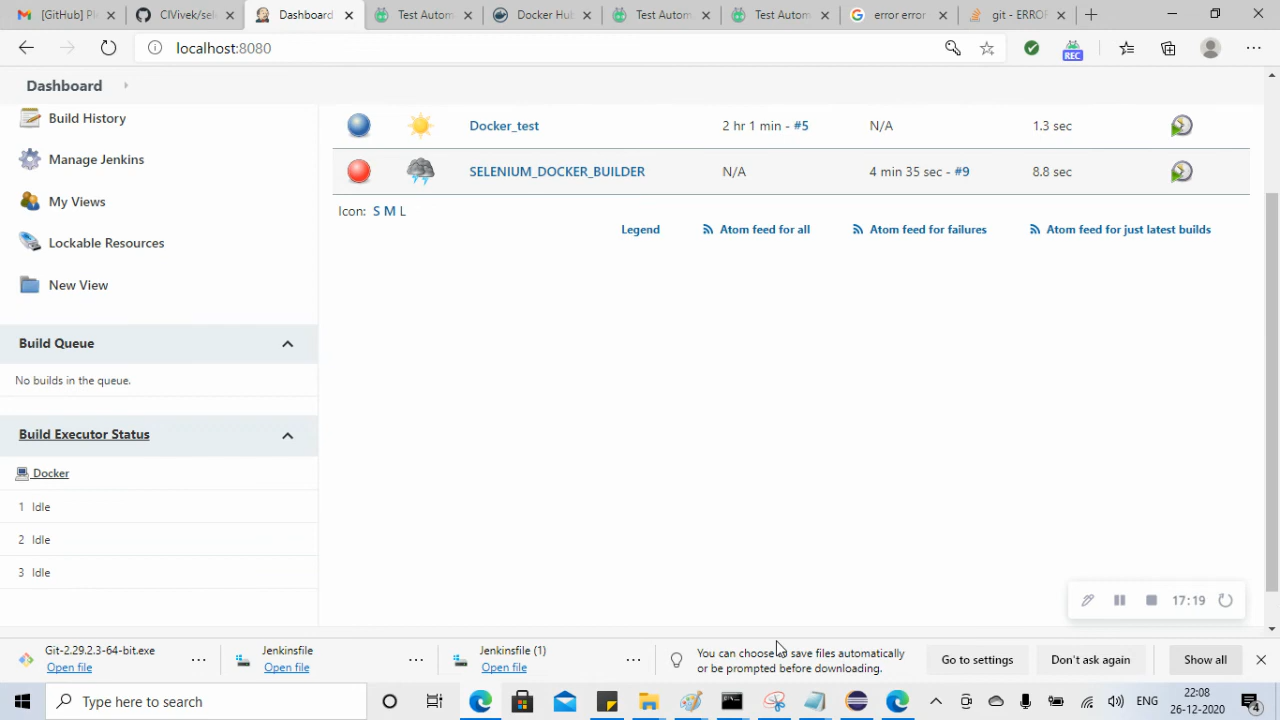 [GitHub] Pl
CIVivek/sel
Dashboard
Test Autom
Docker Hub
Test Autom
Test Autom
error error
git - ERROR
localhost:8080
REC
Dashboard
Build History
Manage Jenkins
My Views
Lockable Resources
New View
Build Queue
No builds in the queue.
Build Executor Status
Docker
1 Idle
2 Idle
3 Idle
Docker_test 2 hr 1 min - #5 N/A 1.3 sec
SELENIUM_DOCKER_BUILDER N/A 4 min 35 sec - #9 8.8 sec
Icon: S M L
Legend Atom feed for all Atom feed for failures Atom feed for just latest builds
17:19
Git-2.29.2.3-64-bit.exe
Open file
Jenkinsfile
Open file
Jenkinsfile (1)
Open file
You can choose to save files automatically
or be prompted before downloading.
Go to settings Don't ask again Show all
Type here to search
ENG
22:08
26-12-2020
4